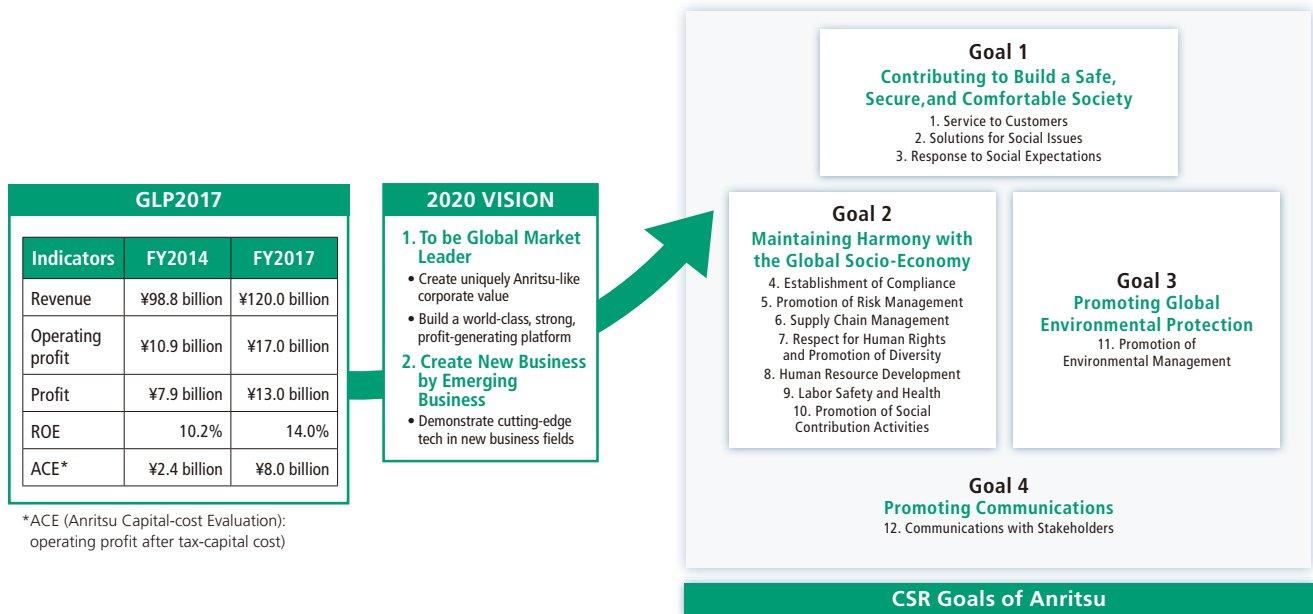 GLP2017
Indicators FY2014 FY2017
Revenue ¥98.8 billion ¥120.0 billion
Operating
profit ¥10.9 billion ¥17.0 billion
Profit ¥7.9 billion ¥13.0 billion
ROE 10.2% 14.0%
ACE* ¥2.4 billion ¥8.0 billion
*ACE (Anritsu Capital-cost Evaluation):
operating profit after tax-capital cost)
2020 VISION
1. To be Global Market
Leader
• Create uniquely Anritsu-like
corporate value
• Build a world-class, strong,
profit-generating platform
2. Create New Business
by Emerging
Business
• Demonstrate cutting-edge
tech in new business fields
Goal 1
Contributing to Build a Safe,
Secure,and Comfortable Society
1. Service to Customers
2. Solutions for Social Issues
3. Response to Social Expectations
Goal 2
Maintaining Harmony with
the Global Socio-Economy
4. Establishment of Compliance
5. Promotion of Risk Management
6. Supply Chain Management
7. Respect for Human Rights
and Promotion of Diversity
8. Human Resource Development
9. Labor Safety and Health
10. Promotion of Social
Contribution Activities
Goal 3
Promoting Global
Environmental Protection
11. Promotion of
Environmental Management
Goal 4
Promoting Communications
12. Communications with Stakeholders
CSR Goals of Anritsu